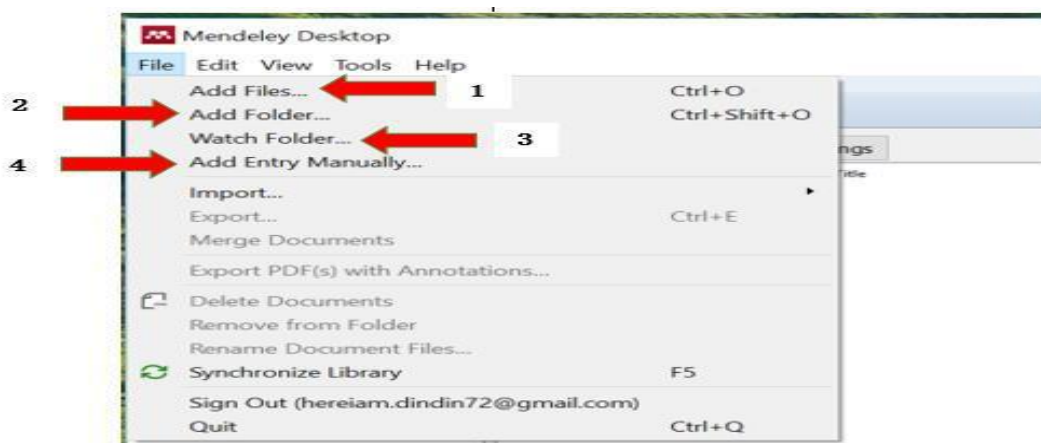 Mendeley Desktop
File Edit View Tools Help
Add Files... 1 Ctrl+O
2 Add Folder... Ctrl+Shift+O
Watch Folder... 3
4 Add Entry Manually... ngs
Import... Title
Export... Ctrl+E
Merge Documents
Export PDF(s) with Annotations...
Delete Documents
Remove from Folder
Rename Document Files...
Synchronize Library F5
Sign Out (hereiam.dindin72@gmail.com)
Quit Ctrl+Q